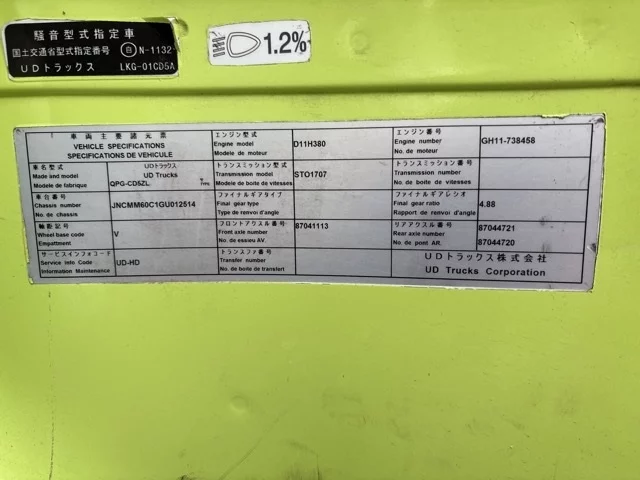 騒音型式指定車
国土交通省型式指定番号 自 N-1132
UDトラックス LKG-01CD5A
1.2%
車両主要諸元票
VEHICLE SPECIFICATIONS
SPECIFICATIONS DE VEHICULE
エンジン型式
Engine model
Modele de moteur
D11H380
エンジン番号
Engine number
No. de moteur
GH11-738458
車名型式
Made and model
Modele de fabrique
UDトラックス
UD Trucks
QPG-CD5ZL
トランスミッション型式
Transmission model
Modele de boite de vitesses
STO1707
トランスミッション番号
Transmission number
No. de boite de vitesses
車台番号
Chassis number
No. de chassis
JNCMM60C1GU012514
ファイナルギアタイプ
Final gear type
Type de renvoi d'angle
ファイナルギアレシオ
Final gear ratio
Rapport de renvoi d'angle
4.88
軸距記号
Wheel base code
Empattment
V
フロントアクスル番号
Front axle number
No. de essieu AV.
87041113
リアアクスル番号
Rear axle number
No. de pont AR.
87044721
87044720
サービスインフォコード
Service Info Code
Information Maintenance
UD-HD
トランスファ番号
Transfer number
No. de boite de transfert
UDトラックス株式会社
UD Trucks Corporation